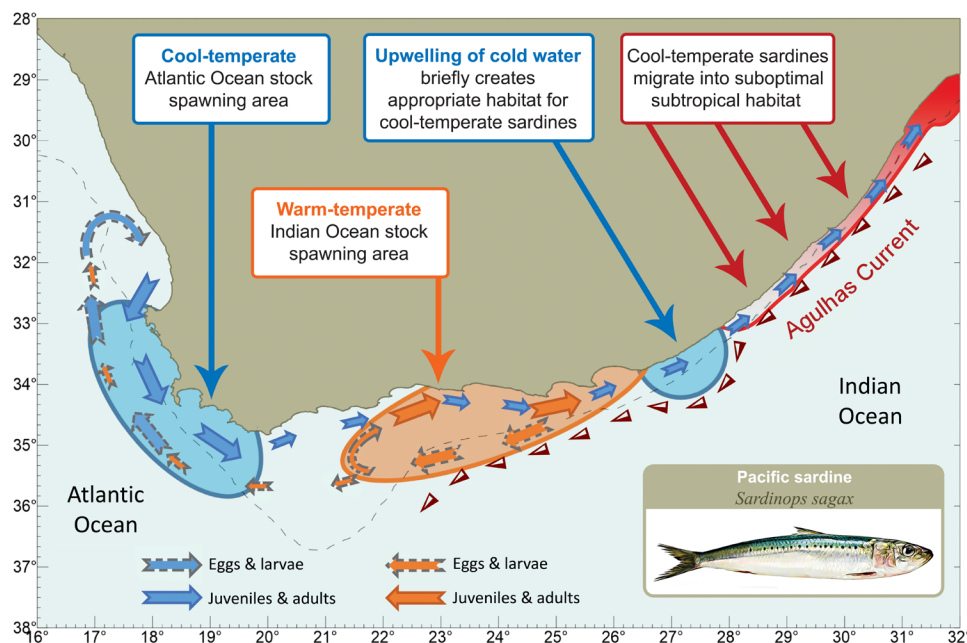 28°
29°
30°
31°
32°
33°
34°
35°
36°
37°
38°
Cool-temperate
Atlantic Ocean stock
spawning area
Upwelling of cold water
briefly creates
appropriate habitat for
cool-temperate sardines
Cool-temperate sardines
migrate into suboptimal
subtropical habitat
Warm-temperate
Indian Ocean stock
spawning area
Agulhas Current
Indian
Ocean
Atlantic
Ocean
Pacific sardine
Sardinops sagax
Eggs & larvae
Eggs & larvae
Juveniles & adults
Juveniles & adults
16° 17° 18° 19° 20° 21° 22° 23° 24° 25° 26° 27° 28° 29° 30° 31° 32°